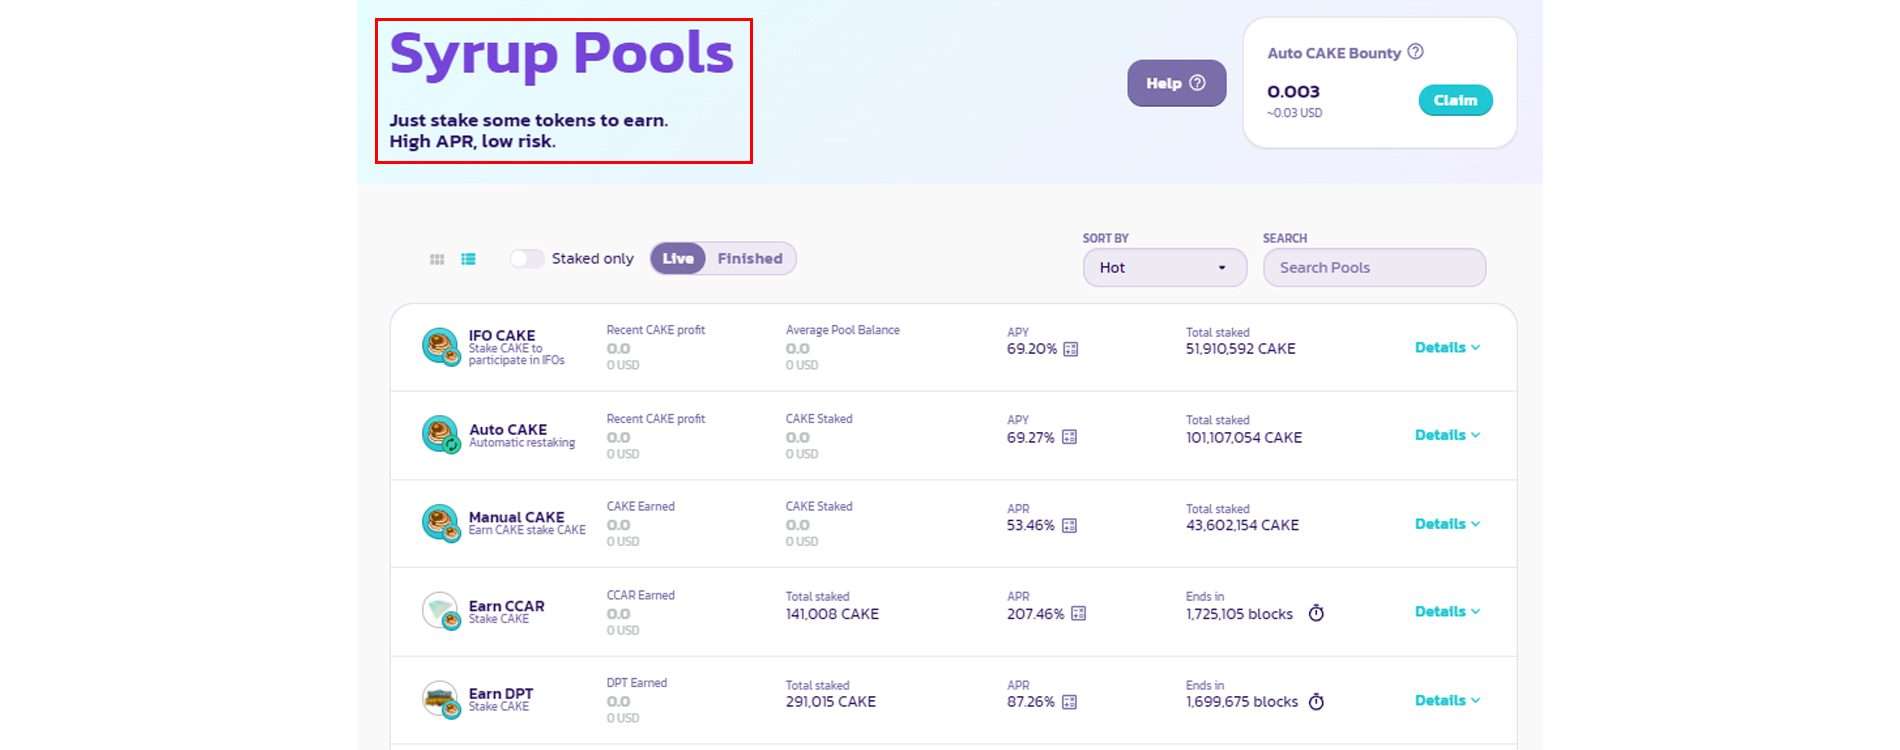 Syrup Pools
Just stake some tokens to earn.
High APR, low risk.
Help
Auto CAKE Bounty
0.003
~0.03 USD
Claim
Staked only
Live
Finished
SORT BY
Hot
SEARCH
Search Pools
IFO CAKE
Stake CAKE to
participate in IFOs
Recent CAKE profit
0.0
0 USD
Average Pool Balance
0.0
0 USD
APY
69.20%
Total staked
51,910,592 CAKE
Details
Auto CAKE
Automatic restaking
Recent CAKE profit
0.0
0 USD
CAKE Staked
0.0
0 USD
APY
69.27%
Total staked
101,107,054 CAKE
Details
Manual CAKE
Earn CAKE stake CAKE
CAKE Earned
0.0
0 USD
CAKE Staked
0.0
0 USD
APR
53.46%
Total staked
43,602,154 CAKE
Details
Earn CCAR
Stake CAKE
CCAR Earned
0.0
0 USD
Total staked
141,008 CAKE
APR
207.46%
Ends in
1,725,105 blocks
Details
Earn DPT
Stake CAKE
DPT Earned
0.0
0 USD
Total staked
291,015 CAKE
APR
87.26%
Ends in
1,699,675 blocks
Details